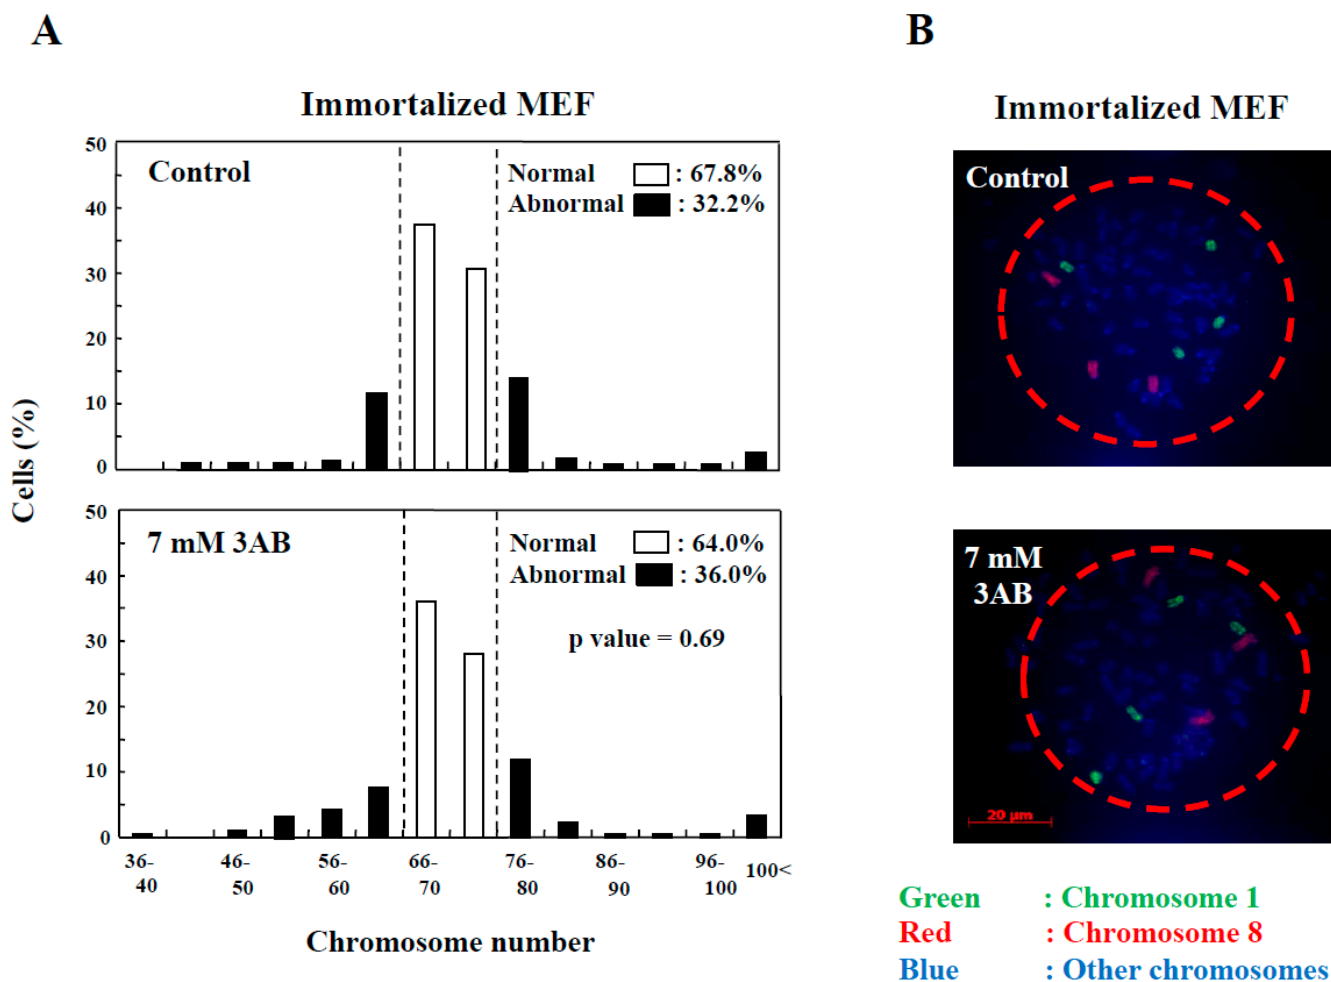 A
Immortalized MEF
50
40
30
20
10
0
Control
Normal : 67.8%
Abnormal : 32.2%
Cells (%)
50
40
30
20
10
0
7 mM 3AB
Normal : 64.0%
Abnormal : 36.0%
p value = 0.69
36-
40
46-
50
56-
60
66-
70
76-
80
86-
90
96-
100
100<
Chromosome number
B
Immortalized MEF
Control
7 mM
3AB
20 µm
Green : Chromosome 1
Red : Chromosome 8
Blue : Other chromosomes